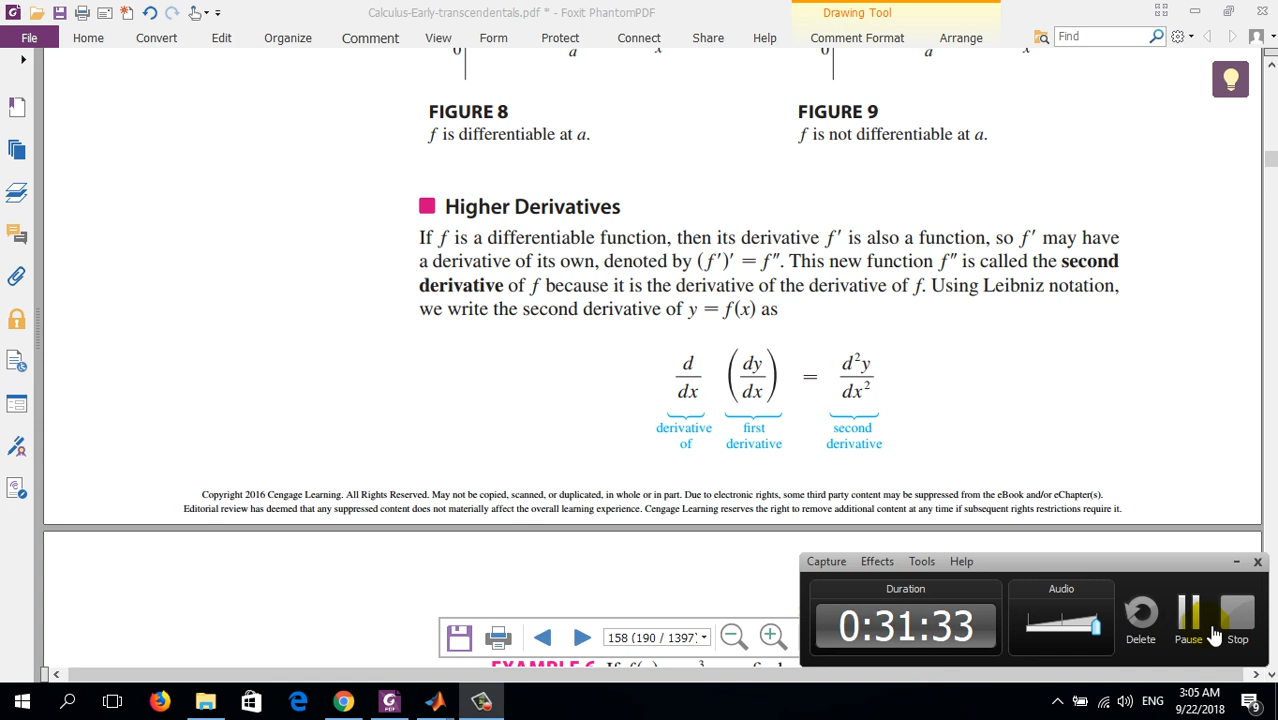 Calculus-Early-transcendentals.pdf * - Foxit PhantomPDF
Drawing Tool
File Home Convert Edit Organize Comment View Form Protect Connect Share Help Comment Format Arrange Find
0 a x 0 a x
FIGURE 8 FIGURE 9
f is differentiable at a. f is not differentiable at a.
Higher Derivatives
If f is a differentiable function, then its derivative f′ is also a function, so f′ may have
a derivative of its own, denoted by (f′)′ = f″. This new function f″ is called the second
derivative of f because it is the derivative of the derivative of f. Using Leibniz notation,
we write the second derivative of y = f(x) as
d/dx (dy/dx) = d²y/dx²
derivative of first derivative second derivative
Copyright 2016 Cengage Learning. All Rights Reserved. May not be copied, scanned, or duplicated, in whole or in part. Due to electronic rights, some third party content may be suppressed from the eBook and/or eChapter(s).
Editorial review has deemed that any suppressed content does not materially affect the overall learning experience. Cengage Learning reserves the right to remove additional content at any time if subsequent rights restrictions require it.
Capture Effects Tools Help
Duration Audio
0:31:33
Delete Pause Stop
158 (190 / 1397)
EXAMPLE 6 If
ENG
3:05 AM
9/22/2018
9